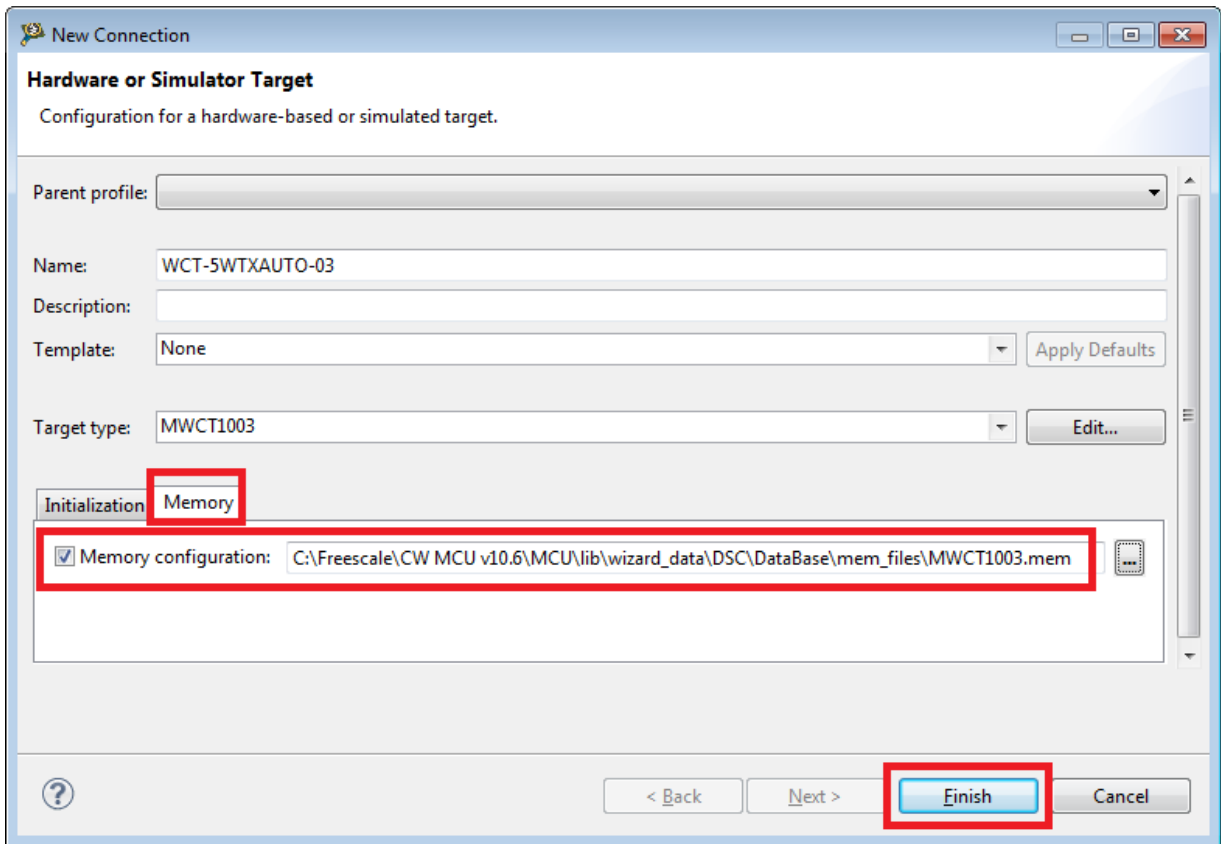 New Connection
Hardware or Simulator Target
Configuration for a hardware-based or simulated target.
Parent profile:
Name: WCT-5WTXAUTO-03
Description:
Template: None Apply Defaults
Target type: MWCT1003 Edit...
Initialization Memory
Memory configuration: C:\Freescale\CW MCU v10.6\MCU\lib\wizard_data\DSC\DataBase\mem_files\MWCT1003.mem ...
? < Back Next > Finish Cancel